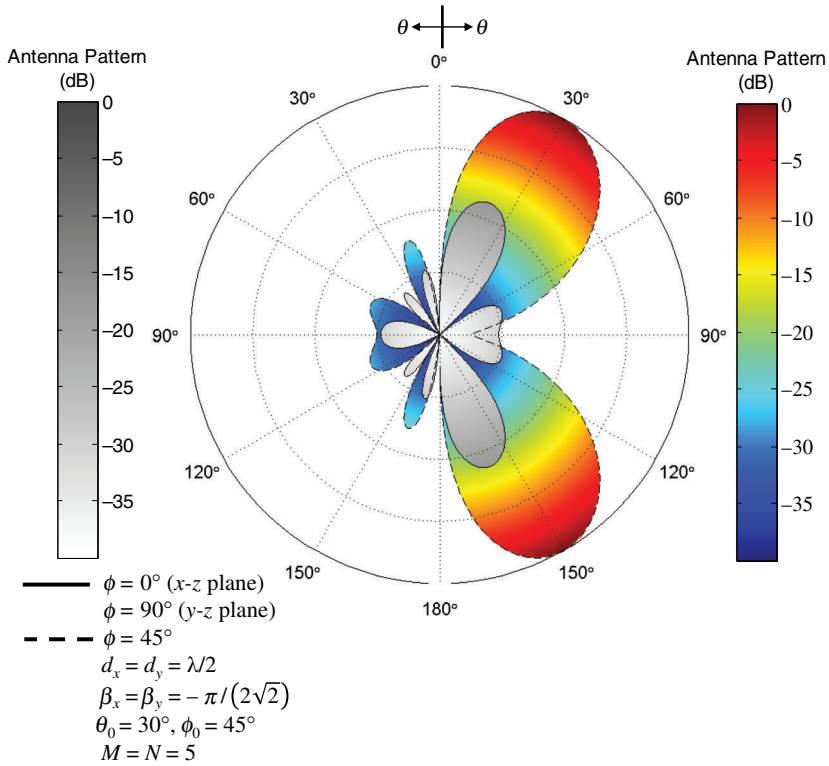 θ θ
0°
Antenna Pattern
(dB)
0
–5
–10
–15
–20
–25
–30
–35
30°
60°
90°
120°
150°
180°
30°
60°
90°
120°
150°
Antenna Pattern
(dB)
0
–5
–10
–15
–20
–25
–30
–35
ϕ = 0° (x-z plane)
ϕ = 90° (y-z plane)
ϕ = 45°
dₓ = d_y = λ/2
βₓ = β_y = – π/(2√2)
θ₀ = 30°, ϕ₀ = 45°
M = N = 5